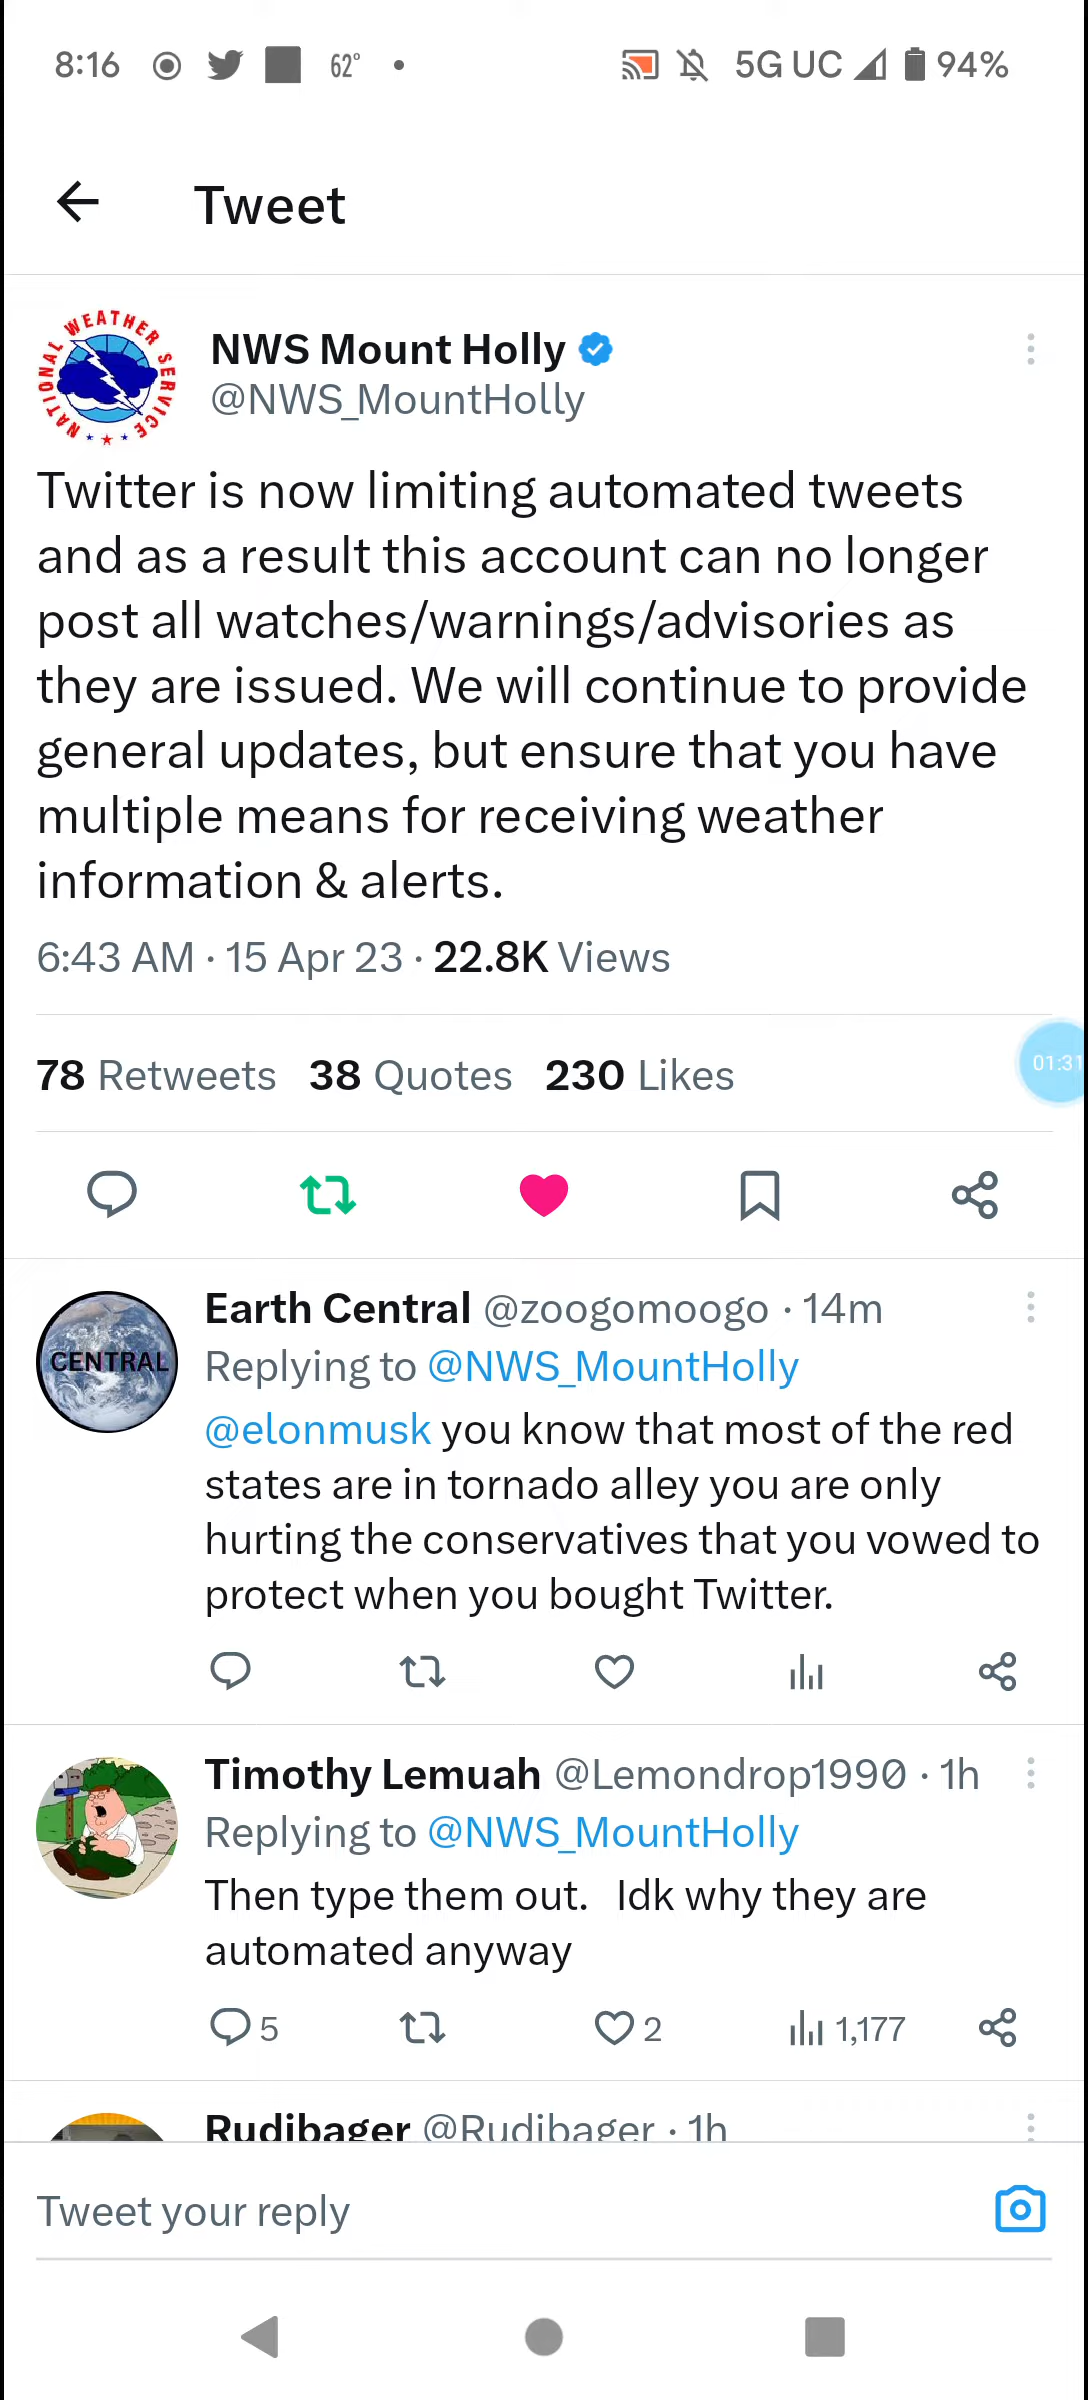 8:16 62° 5G UC 94%
Tweet
NATIONAL WEATHER SERVICE
NWS Mount Holly
@NWS_MountHolly
Twitter is now limiting automated tweets
and as a result this account can no longer
post all watches/warnings/advisories as
they are issued. We will continue to provide
general updates, but ensure that you have
multiple means for receiving weather
information & alerts.
6:43 AM · 15 Apr 23 · 22.8K Views
01:31
78 Retweets 38 Quotes 230 Likes
Earth Central @zoogomoogo · 14m
CENTRAL
Replying to @NWS_MountHolly
@elonmusk you know that most of the red
states are in tornado alley you are only
hurting the conservatives that you vowed to
protect when you bought Twitter.
Timothy Lemuah @Lemondrop1990 · 1h
Replying to @NWS_MountHolly
Then type them out.   Idk why they are
automated anyway
5 2 1,177
Rudibager @Rudibager · 1h
Tweet your reply